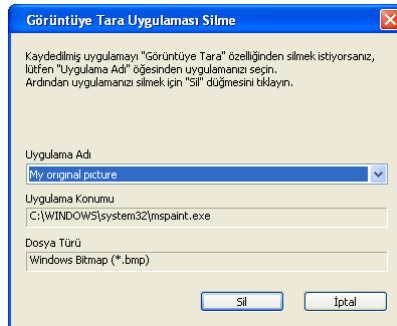 Görüntüye Tara Uygulaması Silme
Kaydedilmiş uygulamayı "Görüntüye Tara" özelliğinden silmek istiyorsanız,
lütfen "Uygulama Adı" öğesinden uygulamanızı seçin.
Ardından uygulamanızı silmek için "Sil" düğmesini tıklayın.
Uygulama Adı
My original picture
Uygulama Konumu
C:\WINDOWS\system32\mspaint.exe
Dosya Türü
Windows Bitmap (*.bmp)
Sil İptal